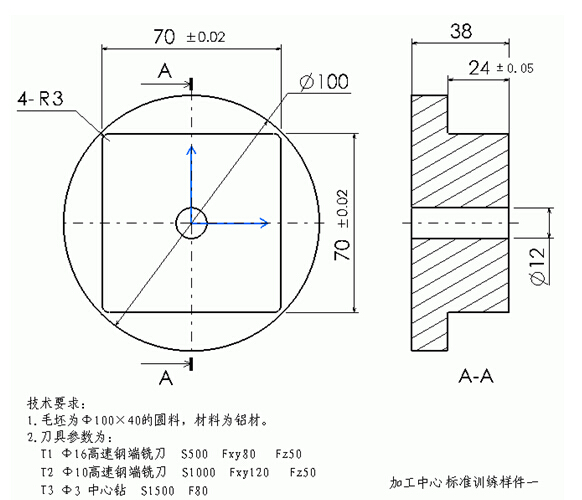 70 ±0.02
A
Ø100
4-R3
70 ±0.02
A
38
24 ±0.05
Ø12
A-A
技术要求:
1.毛坯为Φ100×40的圆料，材料为铝材。
2.刀具参数为:
T1 Φ16高速钢端铣刀 S500 Fxy80 Fz50
T2 Φ10高速钢端铣刀 S1000 Fxy120 Fz50
T3 Φ3 中心钻 S1500 F80
加工中心标准训练样件一